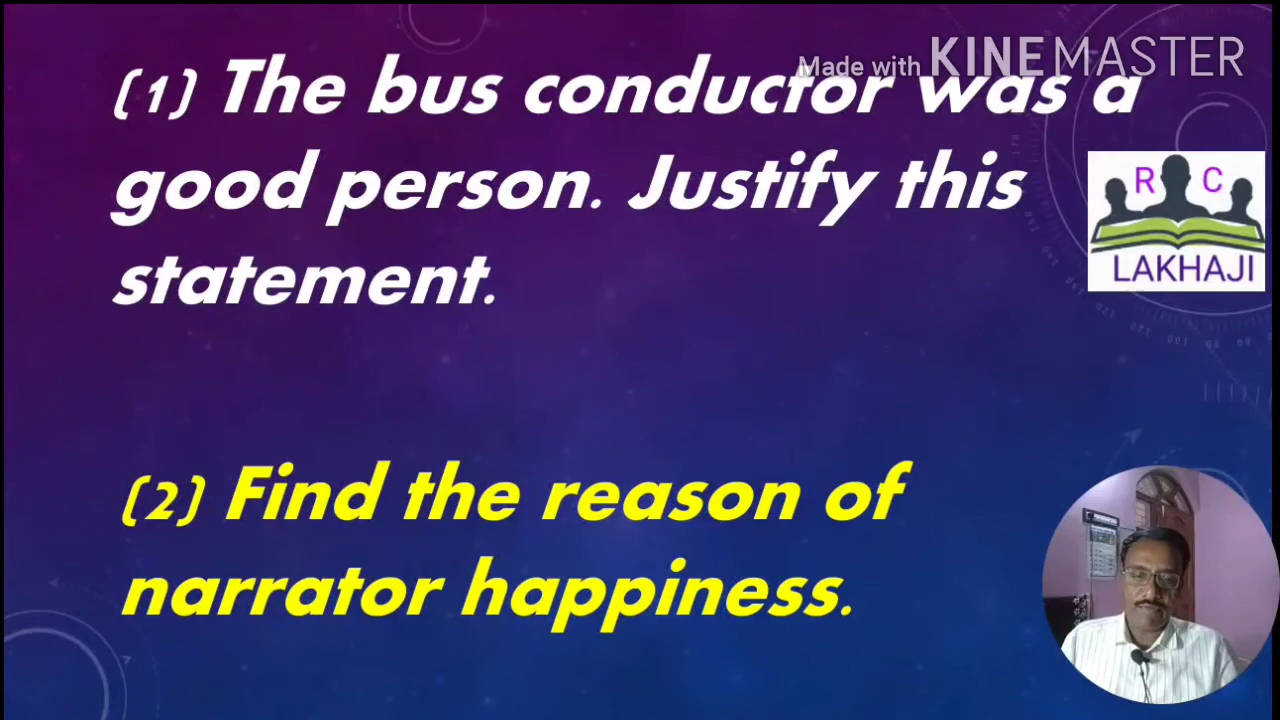 Made with KINEMASTER
(1) The bus conductor was a
good person. Justify this
statement.
R C
LAKHAJI
(2) Find the reason of
narrator happiness.